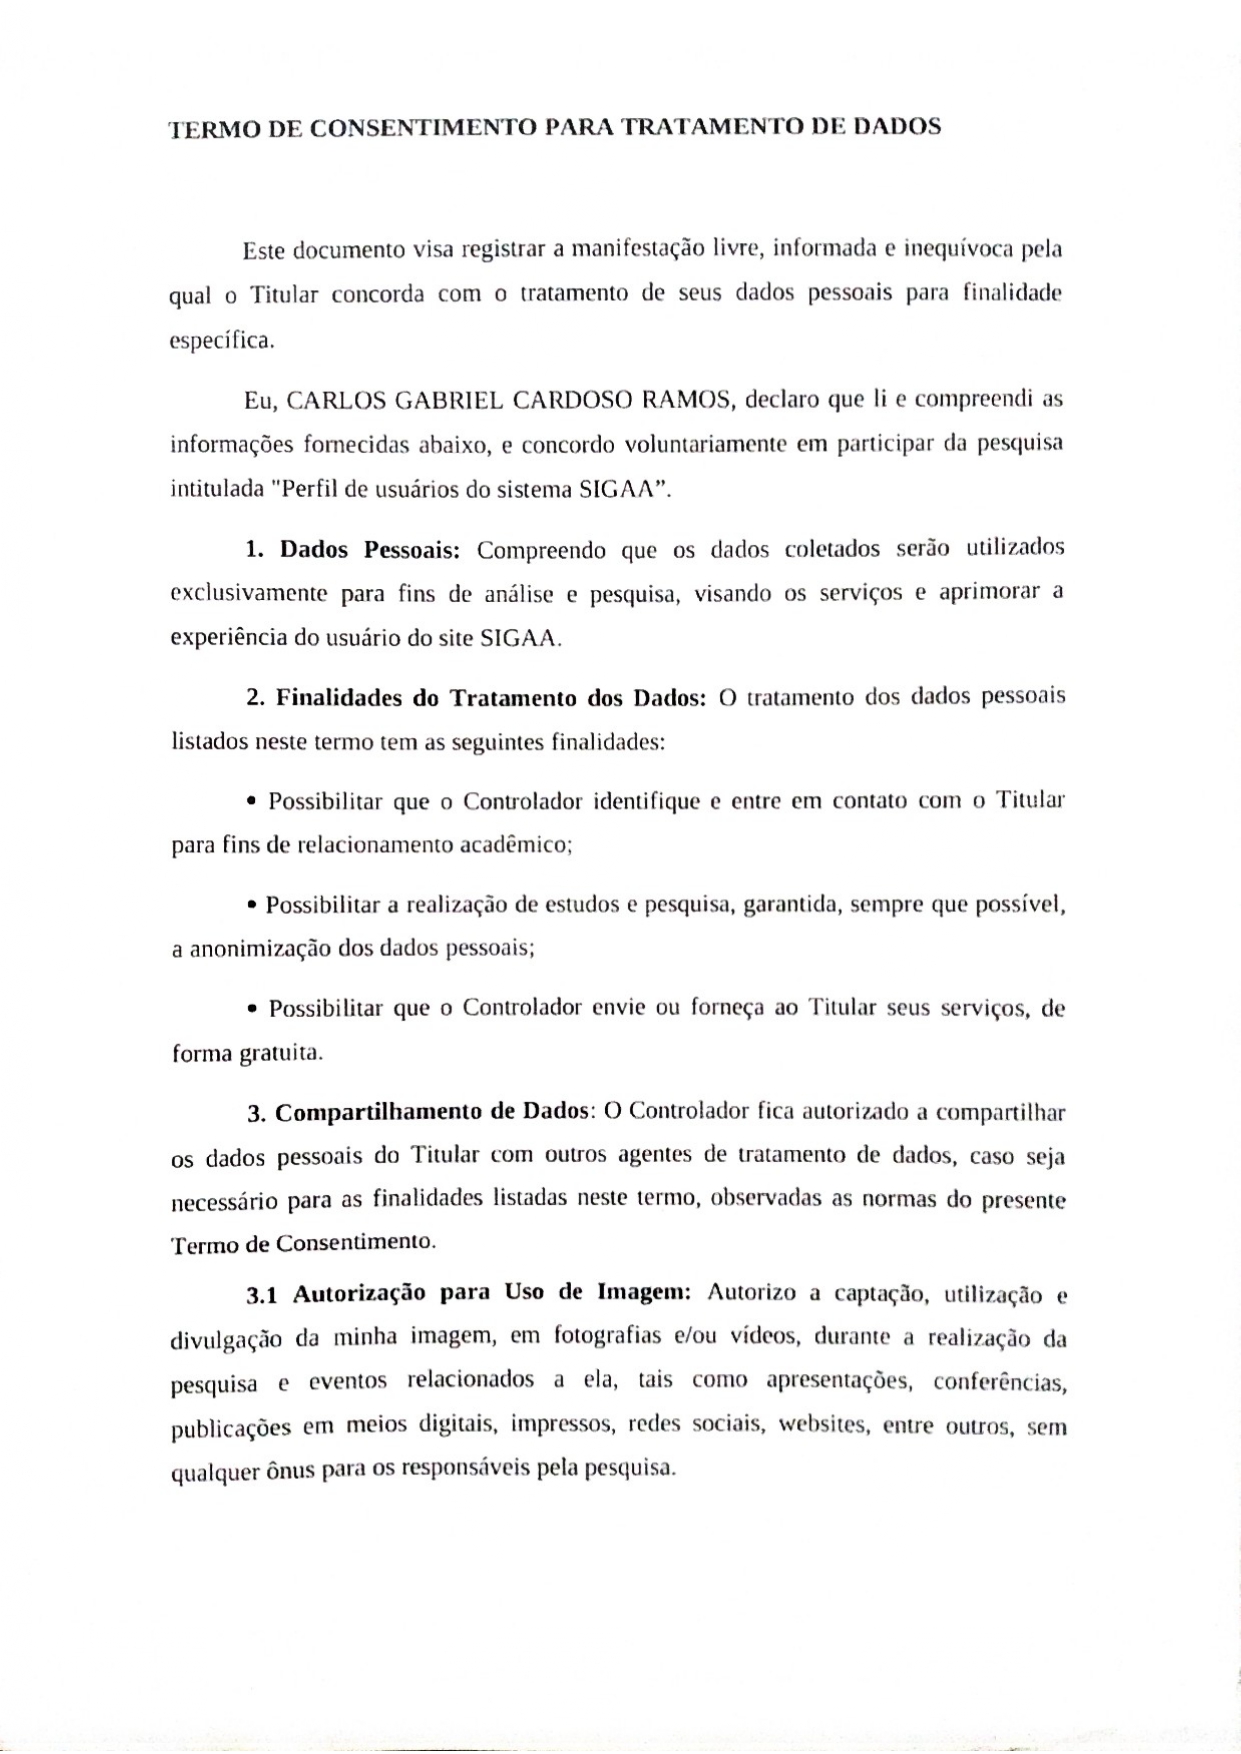 TERMO DE CONSENTIMENTO PARA TRATAMENTO DE DADOS
Este documento visa registrar a manifestação livre, informada e inequívoca pela
qual o Titular concorda com o tratamento de seus dados pessoais para finalidade
específica.
Eu, CARLOS GABRIEL CARDOSO RAMOS, declaro que li e compreendi as
informações fornecidas abaixo, e concordo voluntariamente em participar da pesquisa
intitulada "Perfil de usuários do sistema SIGAA”.
1. Dados Pessoais: Compreendo que os dados coletados serão utilizados
exclusivamente para fins de análise e pesquisa, visando os serviços e aprimorar a
experiência do usuário do site SIGAA.
2. Finalidades do Tratamento dos Dados: O tratamento dos dados pessoais
listados neste termo tem as seguintes finalidades:
• Possibilitar que o Controlador identifique e entre em contato com o Titular
para fins de relacionamento acadêmico;
• Possibilitar a realização de estudos e pesquisa, garantida, sempre que possível,
a anonimização dos dados pessoais;
• Possibilitar que o Controlador envie ou forneça ao Titular seus serviços, de
forma gratuita.
3. Compartilhamento de Dados: O Controlador fica autorizado a compartilhar
os dados pessoais do Titular com outros agentes de tratamento de dados, caso seja
necessário para as finalidades listadas neste termo, observadas as normas do presente
Termo de Consentimento.
3.1 Autorização para Uso de Imagem: Autorizo a captação, utilização e
divulgação da minha imagem, em fotografias e/ou vídeos, durante a realização da
pesquisa e eventos relacionados a ela, tais como apresentações, conferências,
publicações em meios digitais, impressos, redes sociais, websites, entre outros, sem
qualquer ônus para os responsáveis pela pesquisa.